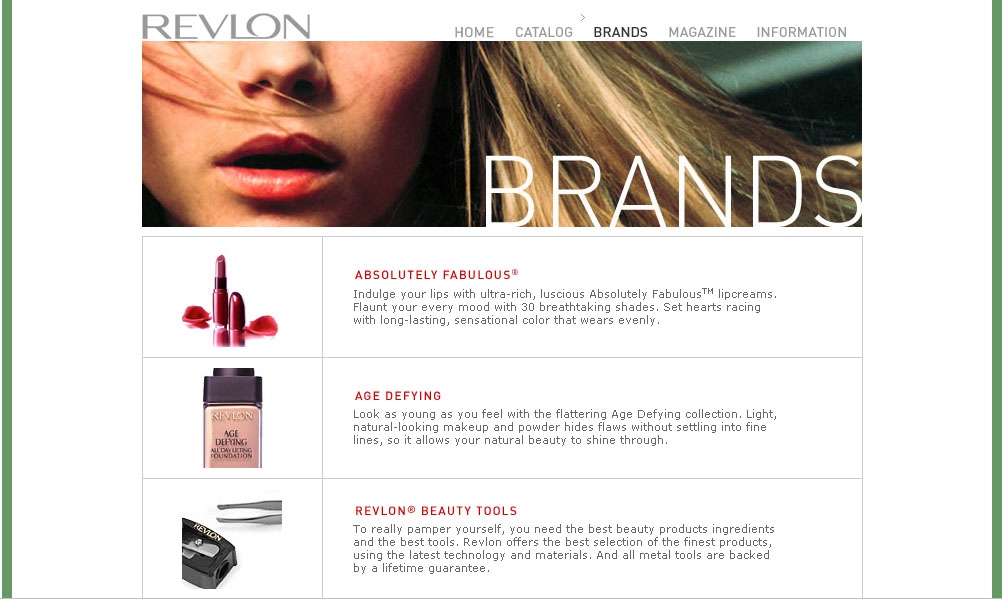 REVLON
HOME CATALOG BRANDS MAGAZINE INFORMATION
BRANDS
ABSOLUTELY FABULOUS®
Indulge your lips with ultra-rich, luscious Absolutely Fabulous™ lipcreams.
Flaunt your every mood with 30 breathtaking shades. Set hearts racing
with long-lasting, sensational color that wears evenly.
REVLON
AGE
DEFYING
ALL DAY LIFTING
FOUNDATION
AGE DEFYING
Look as young as you feel with the flattering Age Defying collection. Light,
natural-looking makeup and powder hides flaws without settling into fine
lines, so it allows your natural beauty to shine through.
REVLON
REVLON® BEAUTY TOOLS
To really pamper yourself, you need the best beauty products ingredients
and the best tools. Revlon offers the best selection of the finest products,
using the latest technology and materials. And all metal tools are backed
by a lifetime guarantee.